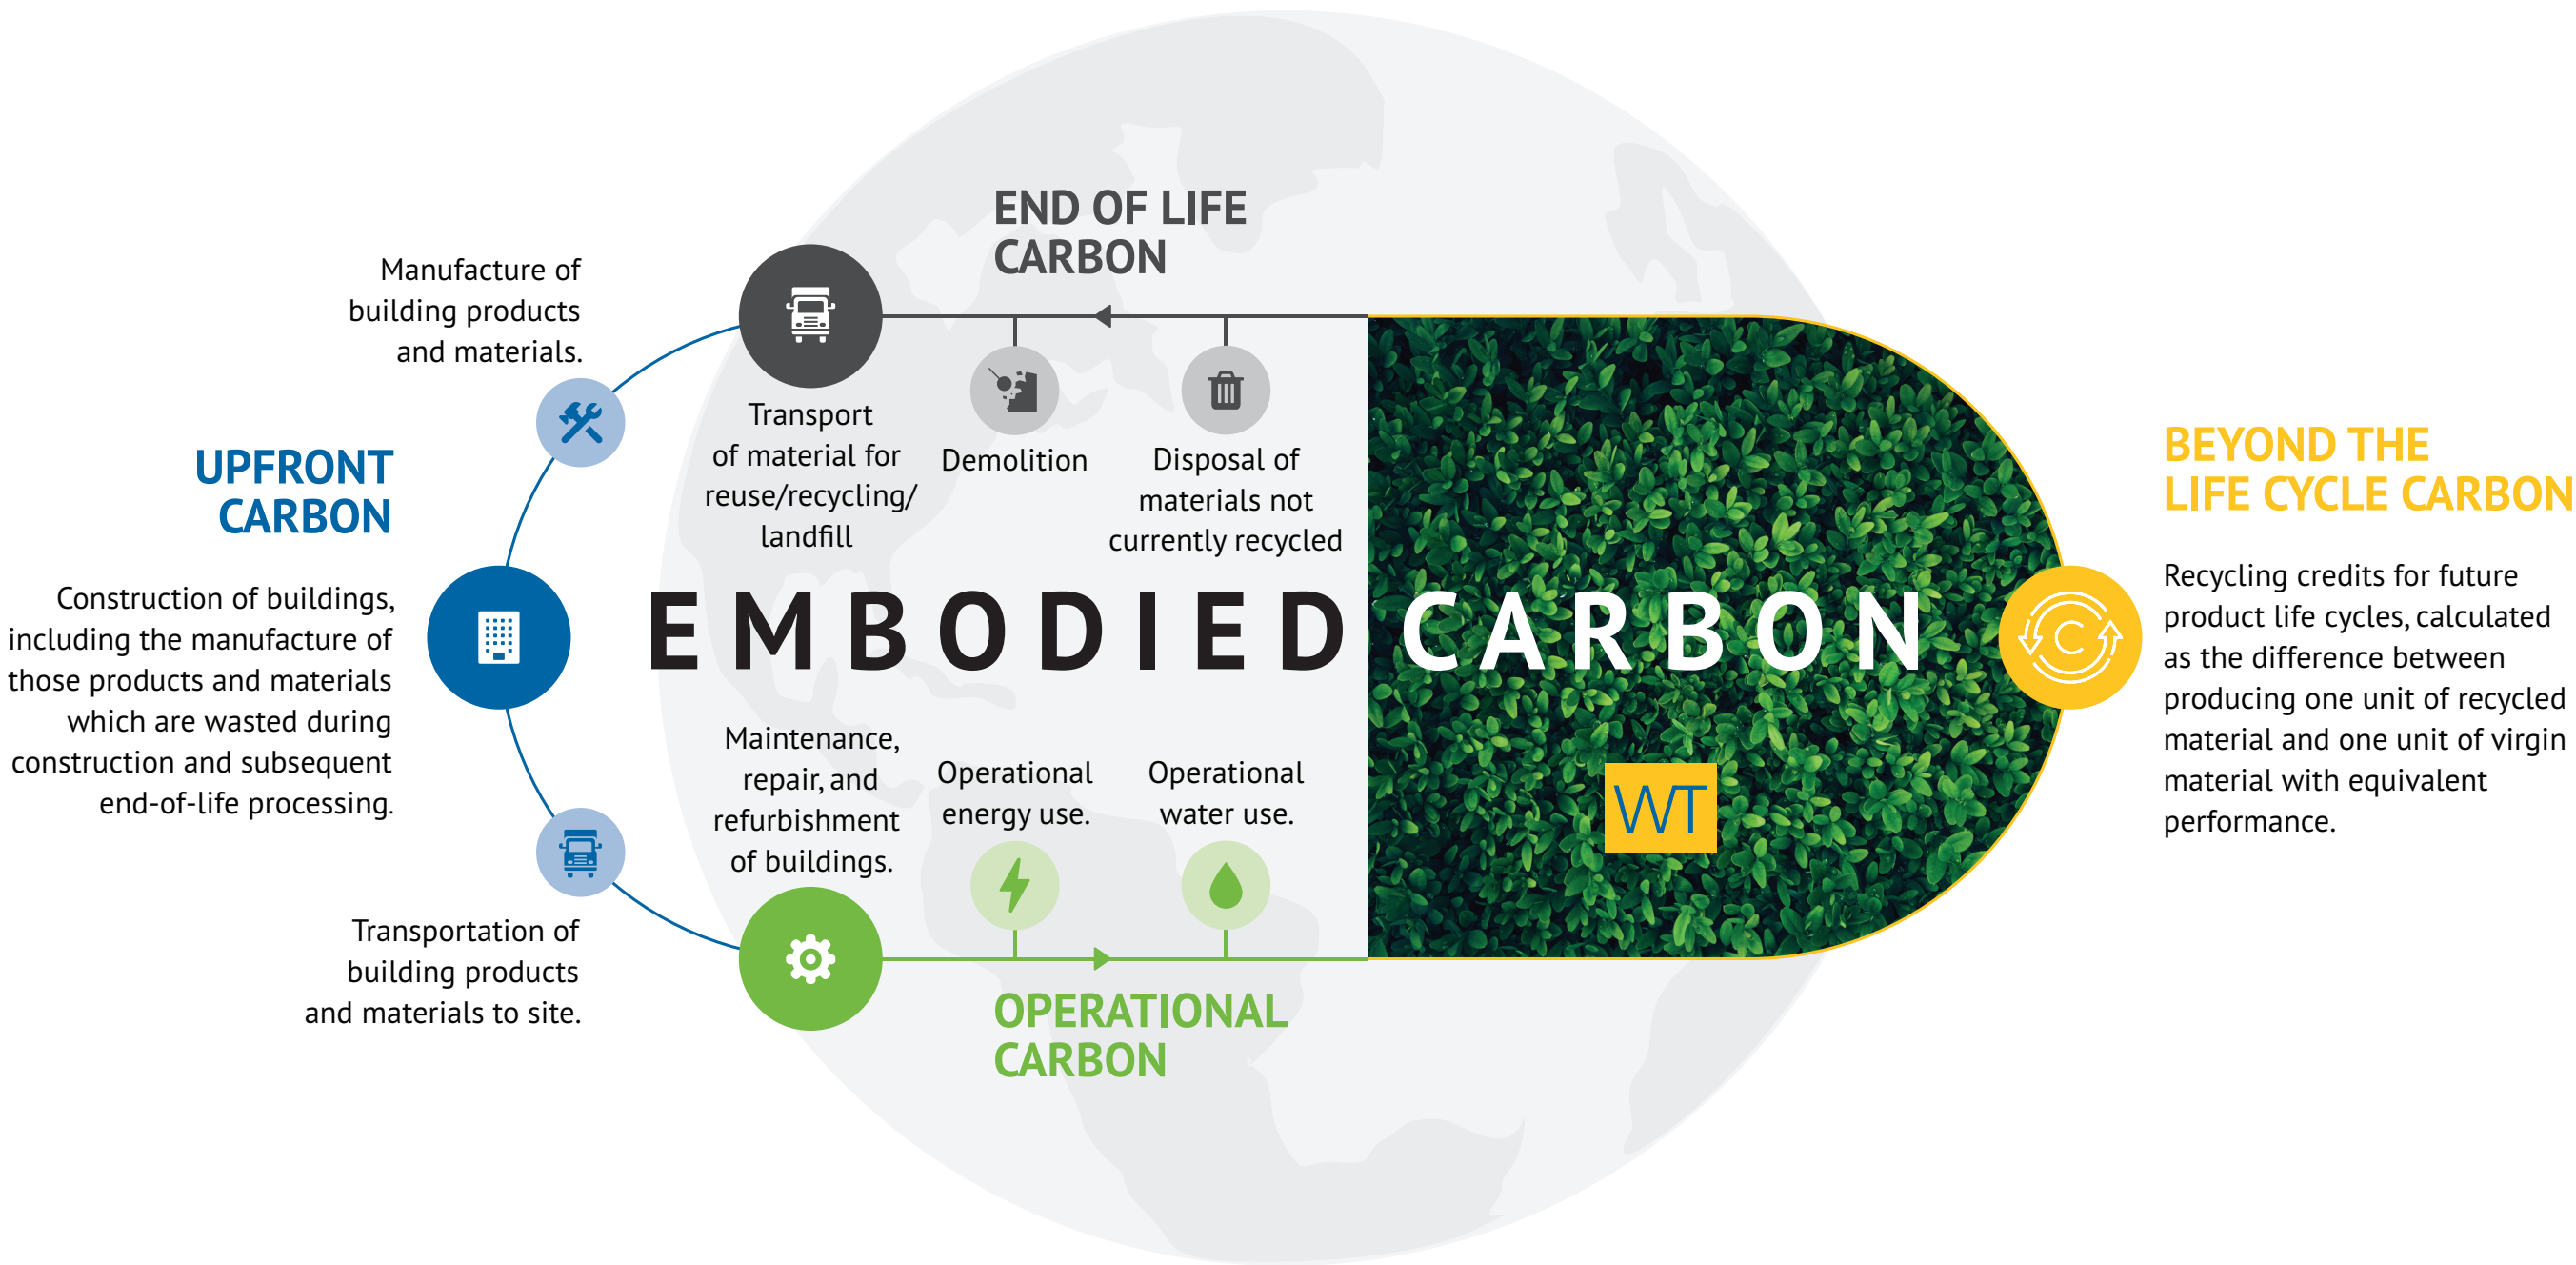 END OF LIFE
CARBON
Manufacture of
building products
and materials.
UPFRONT
CARBON
Construction of buildings,
including the manufacture of
those products and materials
which are wasted during
construction and subsequent
end-of-life processing.
Transportation of
building products
and materials to site.
Transport
of material for
reuse/recycling/
landfill
Demolition
Disposal of
materials not
currently recycled
EMBODIED CARBON
Maintenance,
repair, and
refurbishment
of buildings.
Operational
energy use.
Operational
water use.
OPERATIONAL
CARBON
WT
C
BEYOND THE
LIFE CYCLE CARBON
Recycling credits for future
product life cycles, calculated
as the difference between
producing one unit of recycled
material and one unit of virgin
material with equivalent
performance.